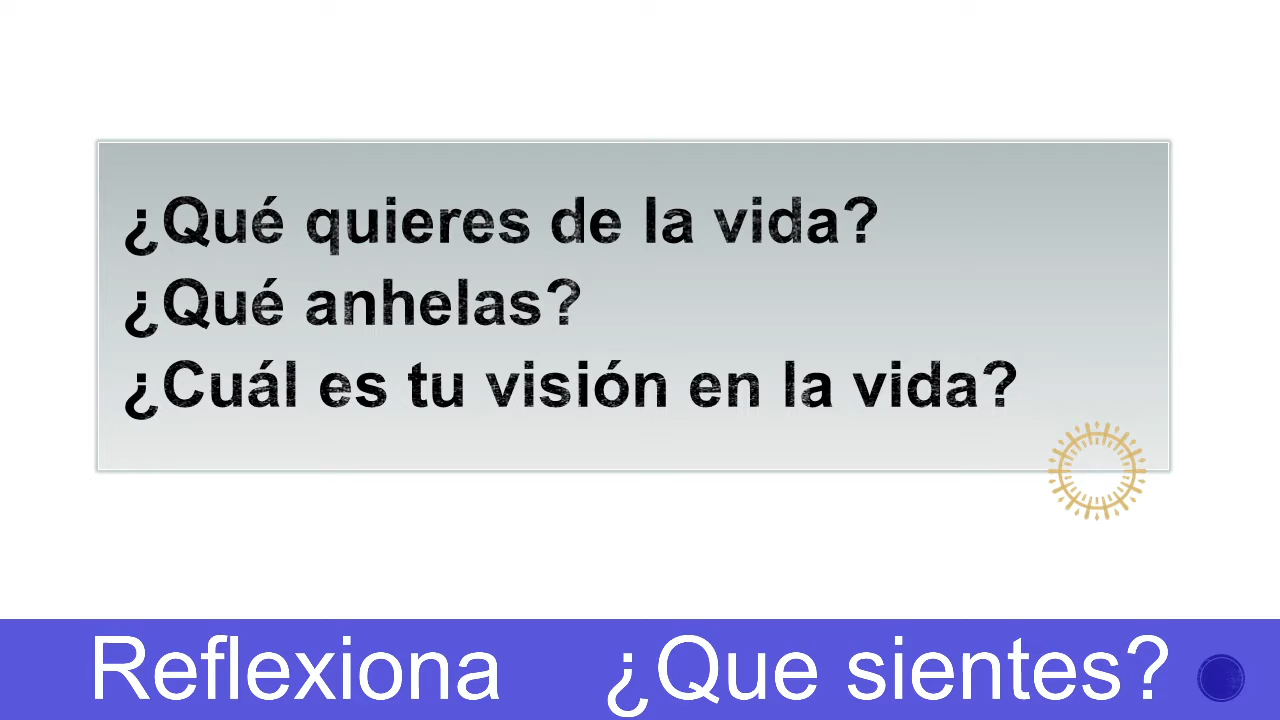 ¿Qué quieres de la vida?
¿Qué anhelas?
¿Cuál es tu visión en la vida?
Reflexiona ¿Que sientes?